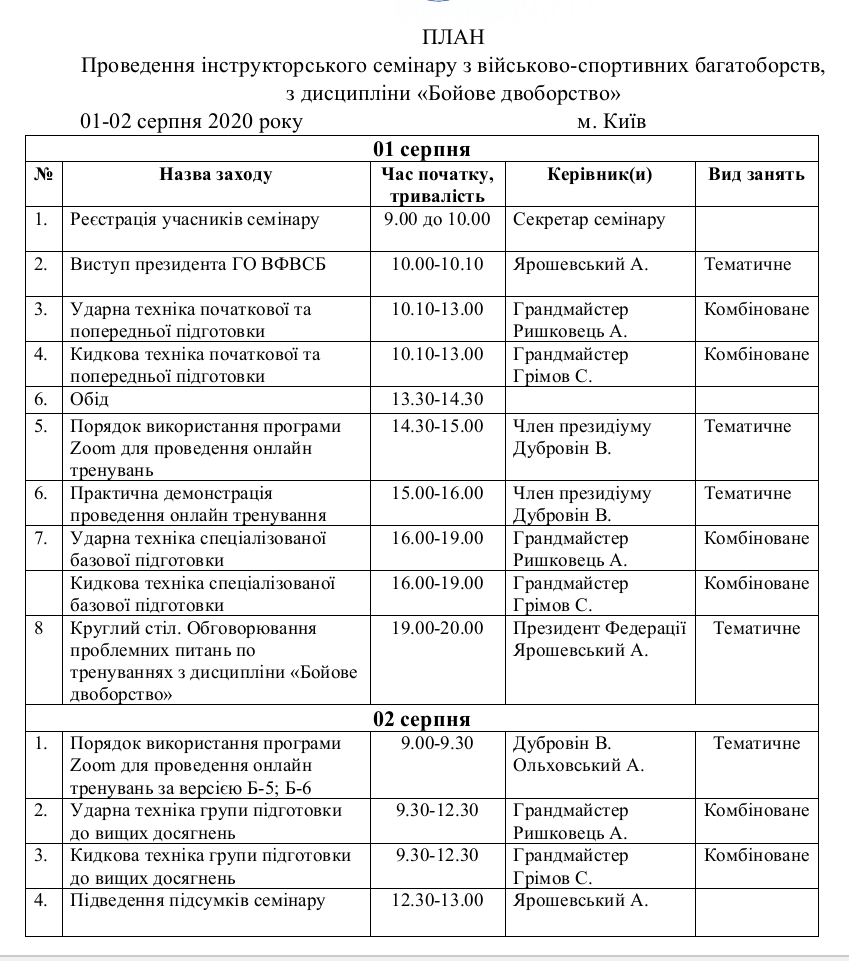 ПЛАН
Проведення інструкторського семінару з військово-спортивних багатоборств,
з дисципліни «Бойове двоборство»
01-02 серпня 2020 року м. Київ
01 серпня
№ Назва заходу Час початку, тривалість Керівник(и) Вид занять
1. Реєстрація учасників семінару 9.00 до 10.00 Секретар семінару
2. Виступ президента ГО ВФВСБ 10.00-10.10 Ярошевський А. Тематичне
3. Ударна техніка початкової та 10.10-13.00 Грандмайстер Комбіноване
попередньої підготовки Ришковець А.
4. Кидкова техніка початкової та 10.10-13.00 Грандмайстер Комбіноване
попередньої підготовки Грімов С.
6. Обід 13.30-14.30
5. Порядок використання програми 14.30-15.00 Член президіуму Тематичне
Zoom для проведення онлайн Дубровін В.
тренувань
6. Практична демонстрація 15.00-16.00 Член президіуму Тематичне
проведення онлайн тренування Дубровін В.
7. Ударна техніка спеціалізованої 16.00-19.00 Грандмайстер Комбіноване
базової підготовки Ришковець А.
Кидкова техніка спеціалізованої 16.00-19.00 Грандмайстер Комбіноване
базової підготовки Грімов С.
8 Круглий стіл. Обговорювання 19.00-20.00 Президент Федерації Тематичне
проблемних питань по Ярошевський А.
тренуваннях з дисципліни «Бойове
двоборство»
02 серпня
1. Порядок використання програми 9.00-9.30 Дубровін В. Тематичне
Zoom для проведення онлайн Ольховський А.
тренувань за версією Б-5; Б-6
2. Ударна техніка групи підготовки 9.30-12.30 Грандмайстер Комбіноване
до вищих досягнень Ришковець А.
3. Кидкова техніка групи підготовки 9.30-12.30 Грандмайстер Комбіноване
до вищих досягнень Грімов С.
4. Підведення підсумків семінару 12.30-13.00 Ярошевський А.